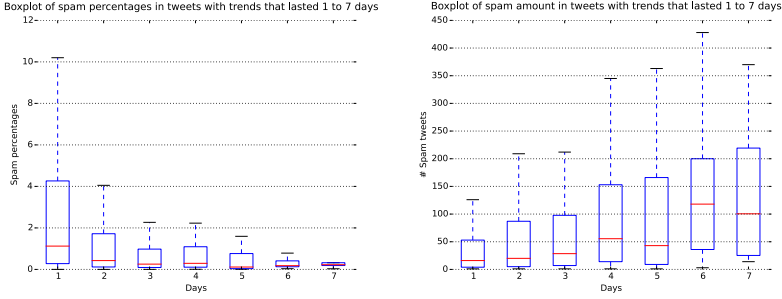 Boxplot of spam percentages in tweets with trends that lasted 1 to 7 days
12
10
8
6
4
2
0
Spam percentages
1 2 3 4 5 6 7
Days
Boxplot of spam amount in tweets with trends that lasted 1 to 7 days
450
400
350
300
250
200
150
100
50
0
# Spam tweets
1 2 3 4 5 6 7
Days